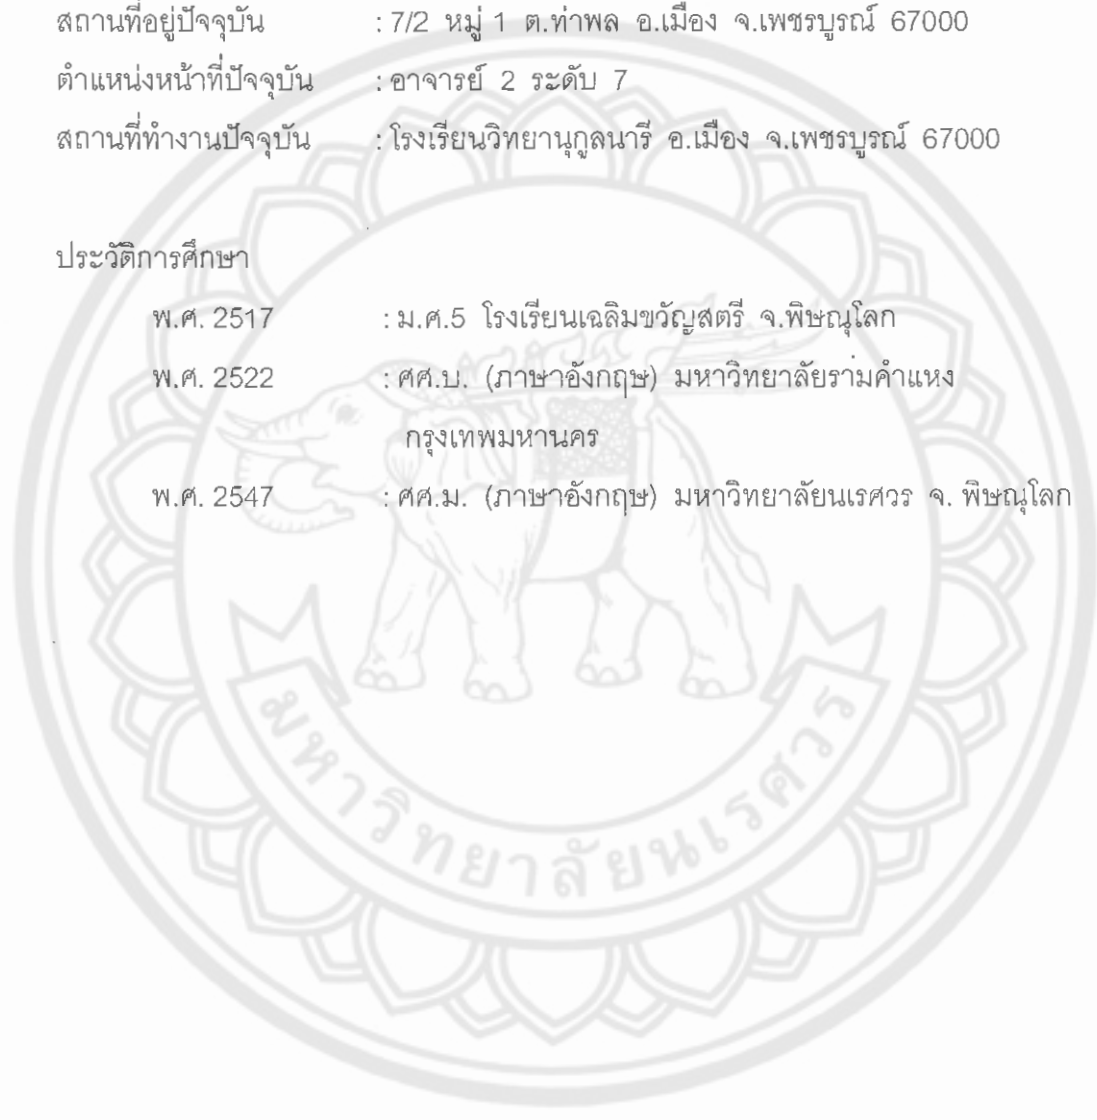 สถานที่อยู่ปัจจุบัน : 7/2 หมู่ 1 ต.ท่าพล อ.เมือง จ.เพชรบูรณ์ 67000
ตำแหน่งหน้าที่ปัจจุบัน : อาจารย์ 2 ระดับ 7
สถานที่ทำงานปัจจุบัน : โรงเรียนวิทยานุกูลนารี อ.เมือง จ.เพชรบูรณ์ 67000
ประวัติการศึกษา
พ.ศ. 2517 : ม.ศ.5 โรงเรียนเฉลิมขวัญสตรี จ.พิษณุโลก
พ.ศ. 2522 : ศศ.บ. (ภาษาอังกฤษ) มหาวิทยาลัยรามคำแหง
กรุงเทพมหานคร
พ.ศ. 2547 : ศศ.ม. (ภาษาอังกฤษ) มหาวิทยาลัยนเรศวร จ. พิษณุโลก
มหาวิทยาลัยนเรศวร